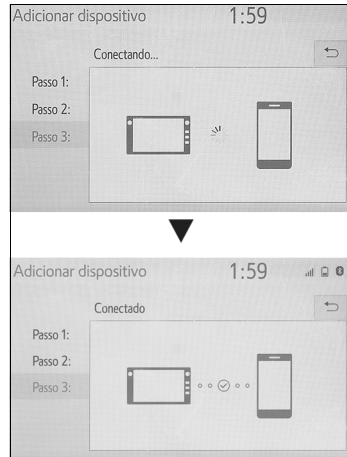 Adicionar dispositivo 1:59
Conectando...
Passo 1:
Passo 2:
Passo 3:
Adicionar dispositivo 1:59
Conectado
Passo 1:
Passo 2:
Passo 3: